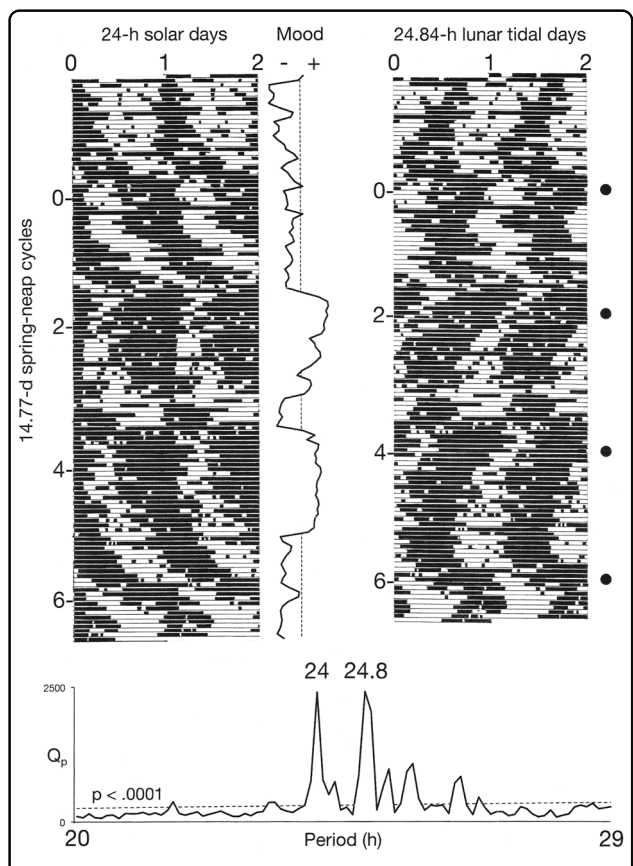 24-h solar days
Mood
24.84-h lunar tidal days
0 1 2
- +
0 1 2
14.77-d spring-neap cycles
0
2
4
6
0
2
4
6
24 24.8
2500
Qp
p < .0001
0
20
Period (h)
29